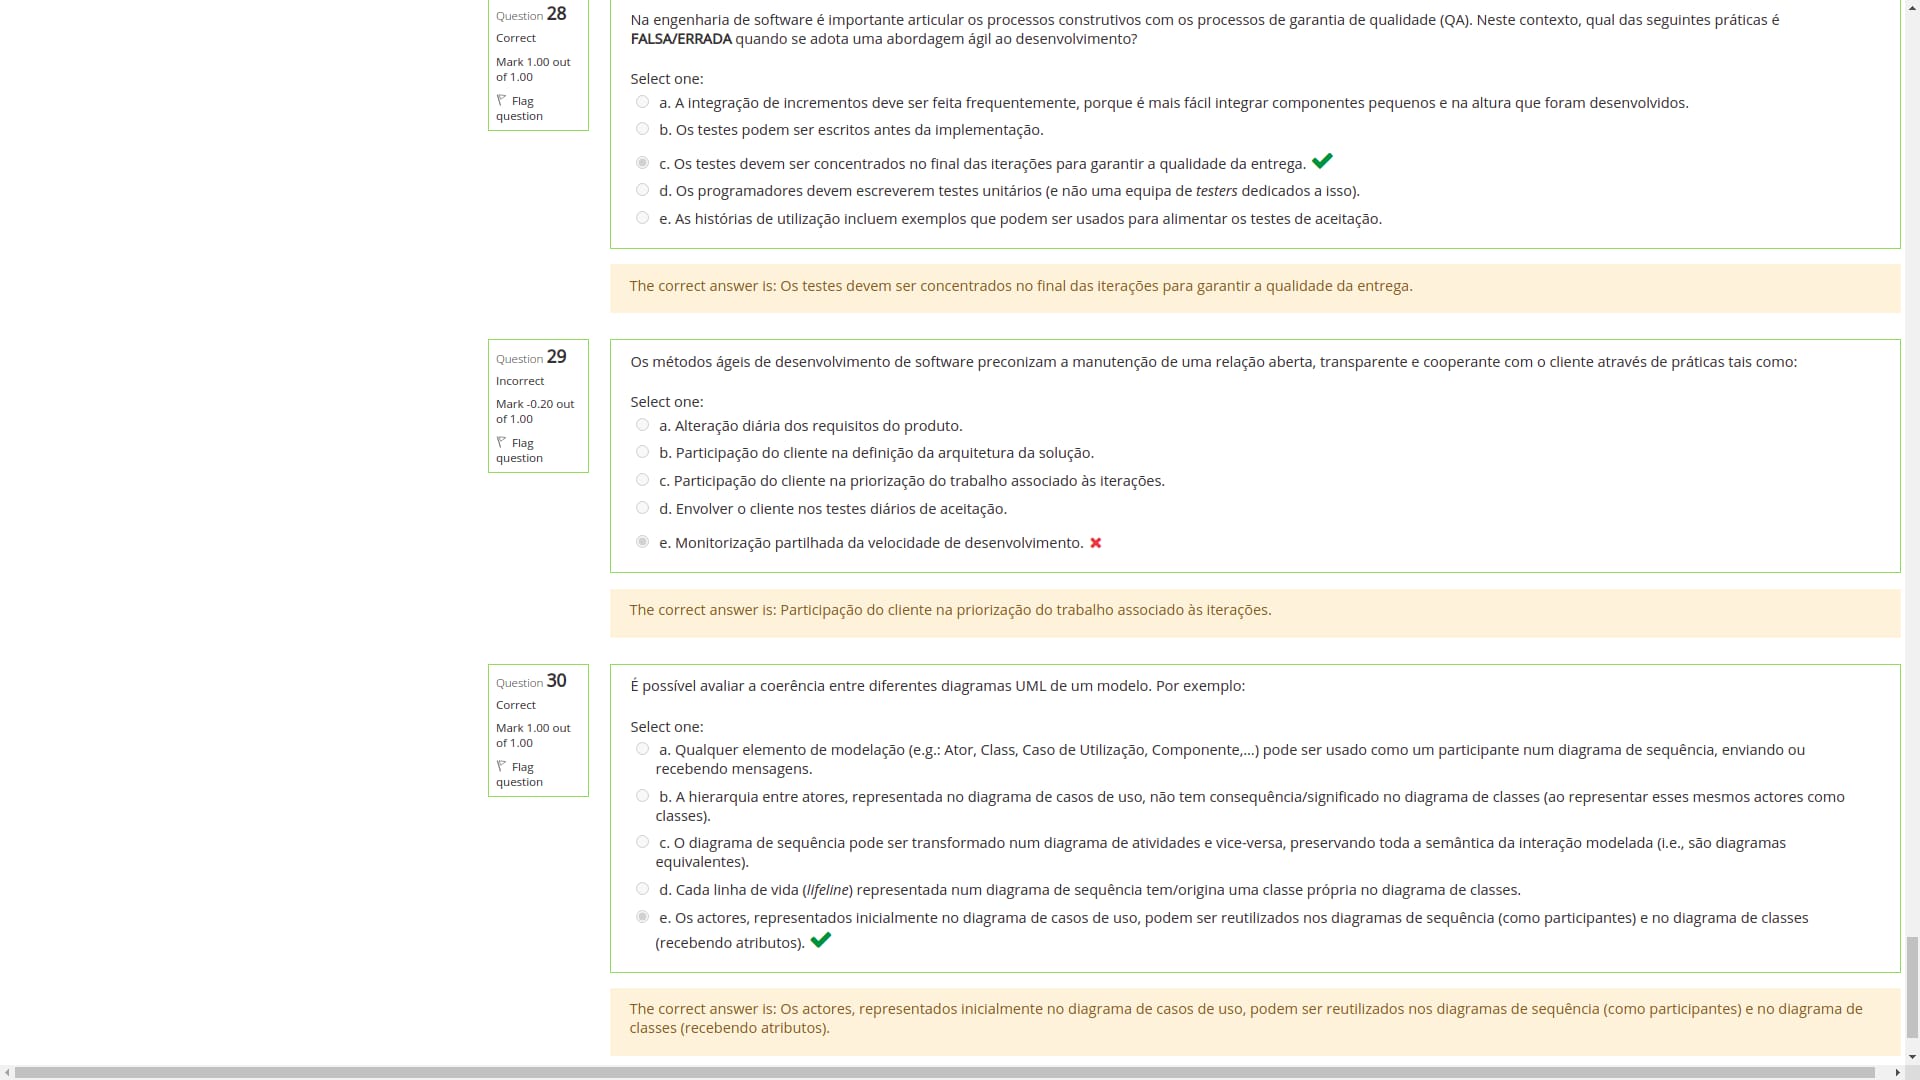 Question 28
Correct
Mark 1.00 out
of 1.00
Flag
question
Na engenharia de software é importante articular os processos construtivos com os processos de garantia de qualidade (QA). Neste contexto, qual das seguintes práticas é
FALSA/ERRADA quando se adota uma abordagem ágil ao desenvolvimento?
Select one:
a. A integração de incrementos deve ser feita frequentemente, porque é mais fácil integrar componentes pequenos e na altura que foram desenvolvidos.
b. Os testes podem ser escritos antes da implementação.
c. Os testes devem ser concentrados no final das iterações para garantir a qualidade da entrega.
d. Os programadores devem escreverem testes unitários (e não uma equipa de testers dedicados a isso).
e. As histórias de utilização incluem exemplos que podem ser usados para alimentar os testes de aceitação.
The correct answer is: Os testes devem ser concentrados no final das iterações para garantir a qualidade da entrega.
Question 29
Incorrect
Mark -0.20 out
of 1.00
Flag
question
Os métodos ágeis de desenvolvimento de software preconizam a manutenção de uma relação aberta, transparente e cooperante com o cliente através de práticas tais como:
Select one:
a. Alteração diária dos requisitos do produto.
b. Participação do cliente na definição da arquitetura da solução.
c. Participação do cliente na priorização do trabalho associado às iterações.
d. Envolver o cliente nos testes diários de aceitação.
e. Monitorização partilhada da velocidade de desenvolvimento.
The correct answer is: Participação do cliente na priorização do trabalho associado às iterações.
Question 30
Correct
Mark 1.00 out
of 1.00
Flag
question
É possível avaliar a coerência entre diferentes diagramas UML de um modelo. Por exemplo:
Select one:
a. Qualquer elemento de modelação (e.g.: Ator, Class, Caso de Utilização, Componente,...) pode ser usado como um participante num diagrama de sequência, enviando ou
recebendo mensagens.
b. A hierarquia entre atores, representada no diagrama de casos de uso, não tem consequência/significado no diagrama de classes (ao representar esses mesmos actores como
classes).
c. O diagrama de sequência pode ser transformado num diagrama de atividades e vice-versa, preservando toda a semântica da interação modelada (i.e., são diagramas
equivalentes).
d. Cada linha de vida (lifeline) representada num diagrama de sequência tem/origina uma classe própria no diagrama de classes.
e. Os actores, representados inicialmente no diagrama de casos de uso, podem ser reutilizados nos diagramas de sequência (como participantes) e no diagrama de classes
(recebendo atributos).
The correct answer is: Os actores, representados inicialmente no diagrama de casos de uso, podem ser reutilizados nos diagramas de sequência (como participantes) e no diagrama de
classes (recebendo atributos).